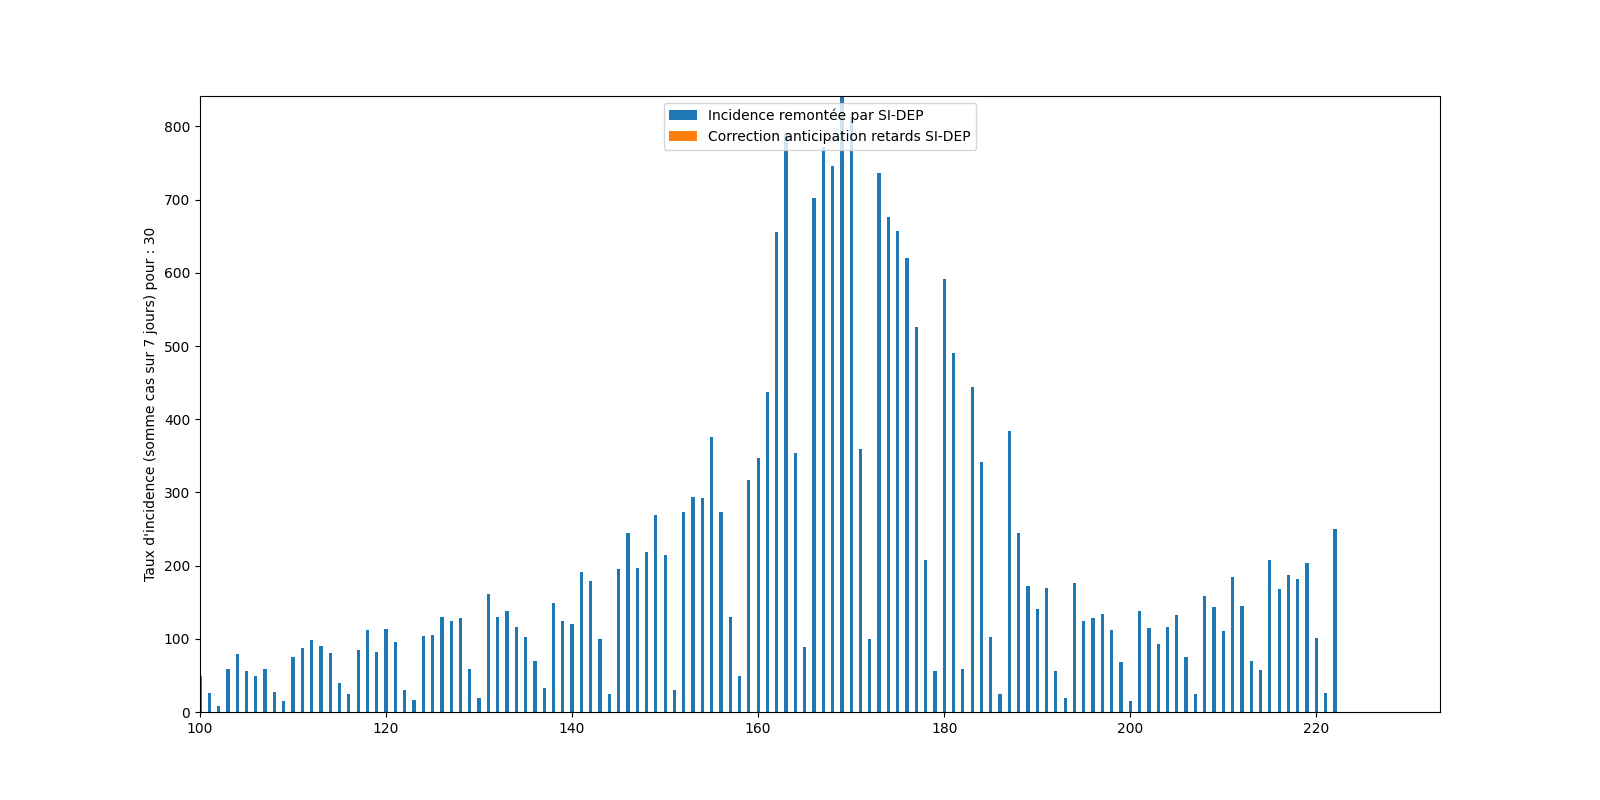 Incidence remontée par SI-DEP
Correction anticipation retards SI-DEP
Taux d'incidence (somme cas sur 7 jours) pour : 30
800
700
600
500
400
300
200
100
0
100 120 140 160 180 200 220